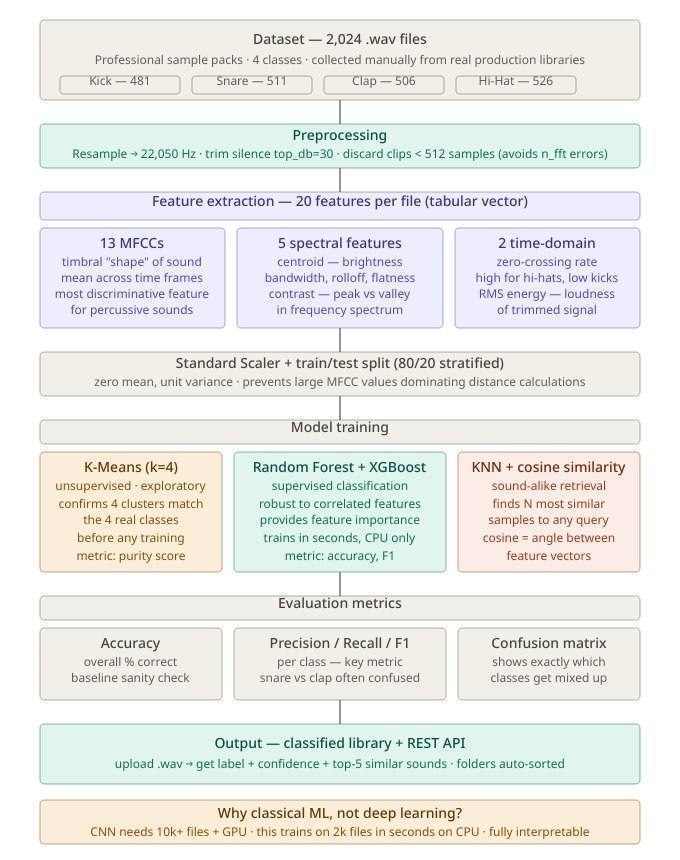 Dataset — 2,024 .wav files
Professional sample packs · 4 classes · collected manually from real production libraries
Kick — 481
Snare — 511
Clap — 506
Hi-Hat — 526
Preprocessing
Resample → 22,050 Hz · trim silence top_db=30 · discard clips < 512 samples (avoids n_fft errors)
Feature extraction — 20 features per file (tabular vector)
13 MFCCs
timbral "shape" of sound
mean across time frames
most discriminative feature
for percussive sounds
5 spectral features
centroid — brightness
bandwidth, rolloff, flatness
contrast — peak vs valley
in frequency spectrum
2 time-domain
zero-crossing rate
high for hi-hats, low kicks
RMS energy — loudness
of trimmed signal
Standard Scaler + train/test split (80/20 stratified)
zero mean, unit variance · prevents large MFCC values dominating distance calculations
Model training
K-Means (k=4)
unsupervised · exploratory
confirms 4 clusters match
the 4 real classes
before any training
metric: purity score
Random Forest + XGBoost
supervised classification
robust to correlated features
provides feature importance
trains in seconds, CPU only
metric: accuracy, F1
KNN + cosine similarity
sound-alike retrieval
finds N most similar
samples to any query
cosine = angle between
feature vectors
Evaluation metrics
Accuracy
overall % correct
baseline sanity check
Precision / Recall / F1
per class — key metric
snare vs clap often confused
Confusion matrix
shows exactly which
classes get mixed up
Output — classified library + REST API
upload .wav → get label + confidence + top-5 similar sounds · folders auto-sorted
Why classical ML, not deep learning?
CNN needs 10k+ files + GPU · this trains on 2k files in seconds on CPU · fully interpretable